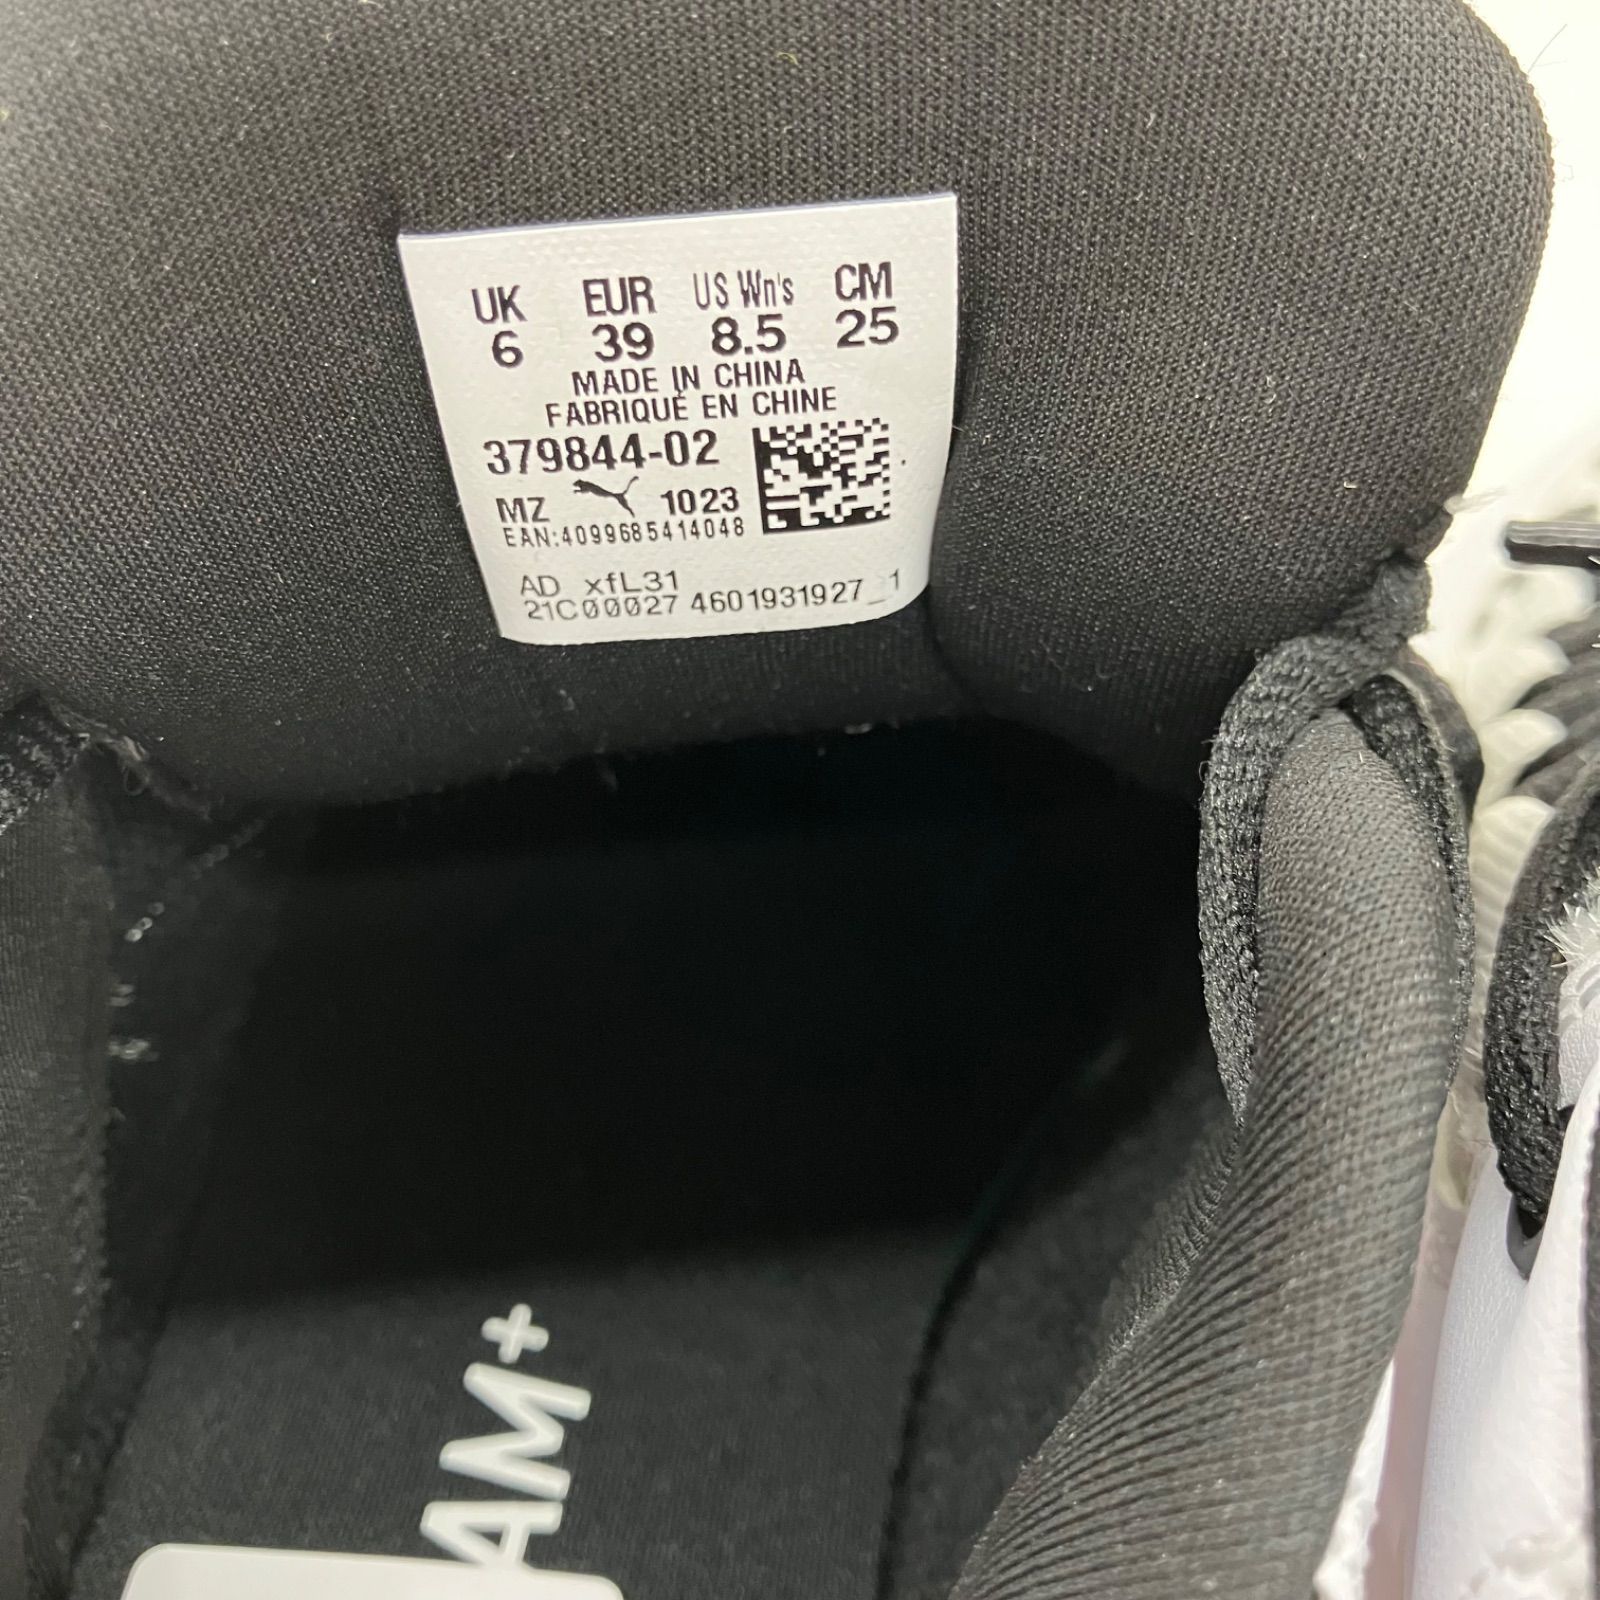 UK EUR US Wn's CM
6 39 8.5 25
MADE IN CHINA
FABRIQUÉ EN CHINE
379844-02
MZ 1023
EAN:4099685414048
AD xfL31
21C00027 4601931927_1
AM+